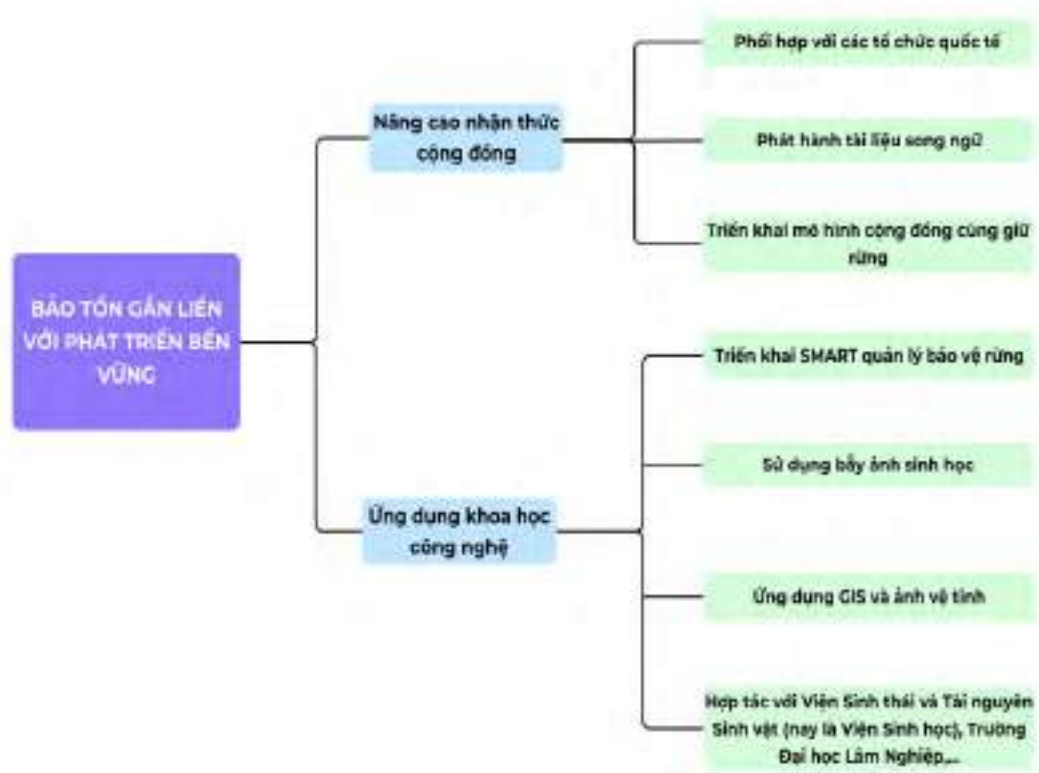 BẢO TỒN GẮN LIỀN
VỚI PHÁT TRIỂN BỀN
VỮNG
Nâng cao nhận thức
cộng đồng
Phối hợp với các tổ chức quốc tế
Phát hành tài liệu song ngữ
Triển khai mô hình cộng đồng cùng giữ
rừng
Ứng dụng khoa học
công nghệ
Triển khai SMART quản lý bảo vệ rừng
Sử dụng bẫy ảnh sinh học
Ứng dụng GIS và ảnh vệ tinh
Hợp tác với Viện Sinh thái và Tài nguyên
Sinh vật (nay là Viện Sinh học), Trường
Đại học Lâm Nghiệp,...